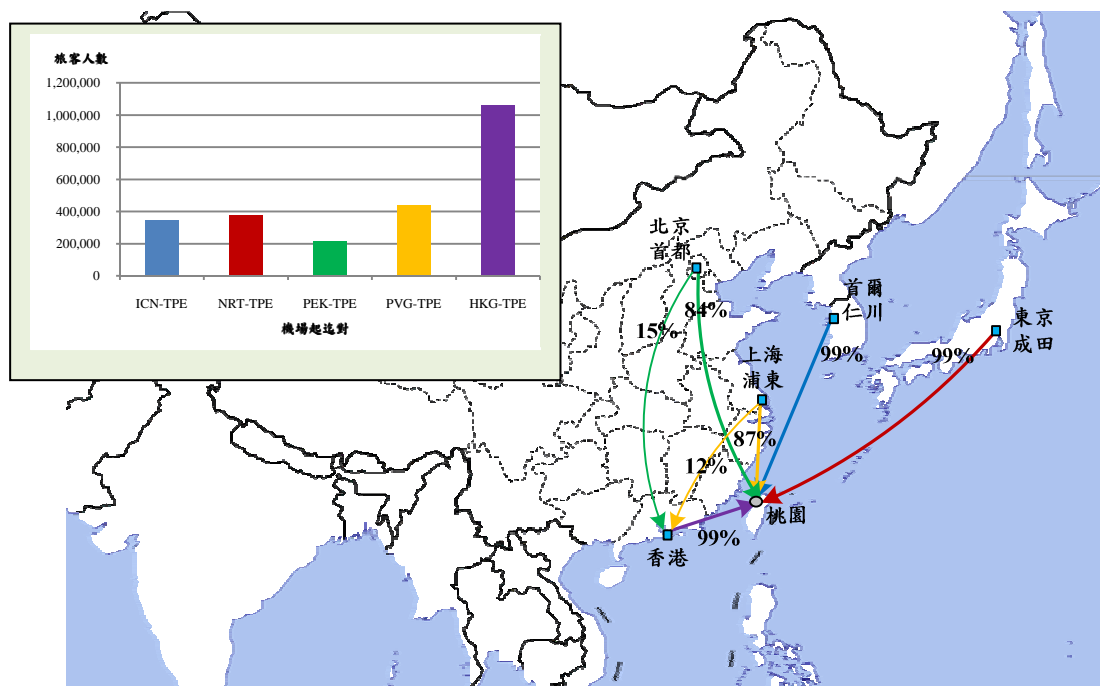 旅客人數
1,200,000
1,000,000
800,000
600,000
400,000
200,000
0
ICN-TPE
NRT-TPE
PEK-TPE
PVG-TPE
HKG-TPE
機場起迄對
北京
首都
84%
15%
首爾
仁川
99%
東京
成田
99%
上海
浦東
87%
12%
桃園
99%
香港